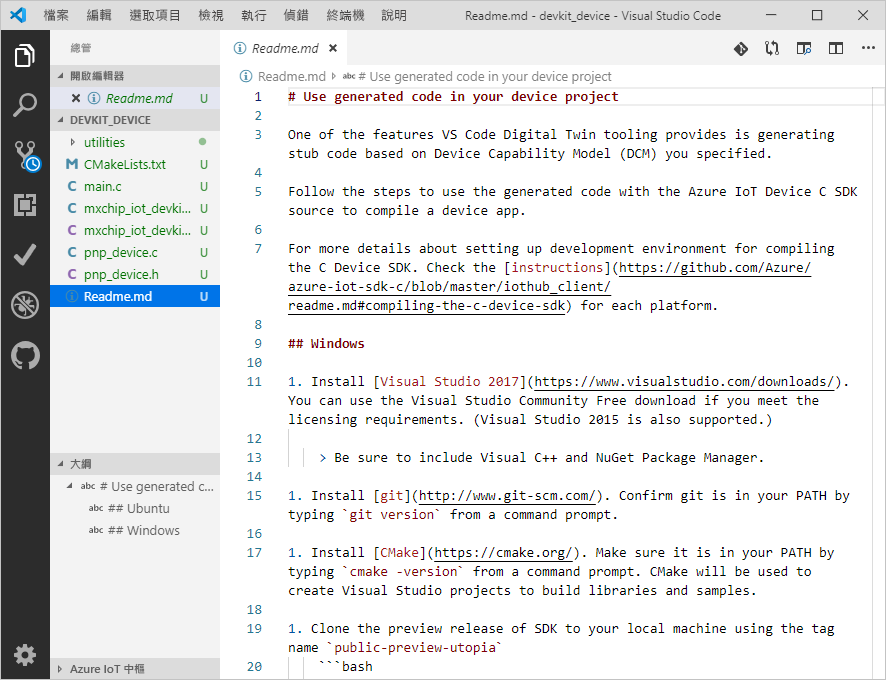 檔案 編輯 選取項目 檢視 執行 偵錯 終端機 說明 Readme.md - devkit_device - Visual Studio Code
總管
開啟編輯器
Readme.md U
DEVKIT_DEVICE
utilities
CMakeLists.txt U
main.c U
mxchip_iot_devki... U
mxchip_iot_devki... U
pnp_device.c U
pnp_device.h U
Readme.md U
大綱
abc # Use generated c...
abc ## Ubuntu
abc ## Windows
Azure IoT 中樞
Readme.md
Readme.md abc # Use generated code in your device project
1 # Use generated code in your device project
2
3 One of the features VS Code Digital Twin tooling provides is generating
stub code based on Device Capability Model (DCM) you specified.
4
5 Follow the steps to use the generated code with the Azure IoT Device C SDK
source to compile a device app.
6
7 For more details about setting up development environment for compiling
the C Device SDK. Check the [instructions](https://github.com/Azure/
azure-iot-sdk-c/blob/master/iothub_client/
readme.md#compiling-the-c-device-sdk) for each platform.
8
9 ## Windows
10
11 1. Install [Visual Studio 2017](https://www.visualstudio.com/downloads/).
You can use the Visual Studio Community Free download if you meet the
licensing requirements. (Visual Studio 2015 is also supported.)
12
13 > Be sure to include Visual C++ and NuGet Package Manager.
14
15 1. Install [git](http://www.git-scm.com/). Confirm git is in your PATH by
typing `git version` from a command prompt.
16
17 1. Install [CMake](https://cmake.org/). Make sure it is in your PATH by
typing `cmake -version` from a command prompt. CMake will be used to
create Visual Studio projects to build libraries and samples.
18
19 1. Clone the preview release of SDK to your local machine using the tag
name `public-preview-utopia`
20 ```bash